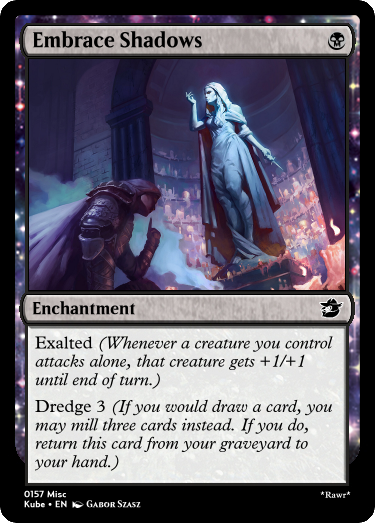 Embrace Shadows
Enchantment
Exalted (Whenever a creature you control
attacks alone, that creature gets +1/+1
until end of turn.)
Dredge 3 (If you would draw a card, you
may mill three cards instead. If you do,
return this card from your graveyard to
your hand.)
0157 Misc
Kube • EN Gabor Szasz
*Rawr*